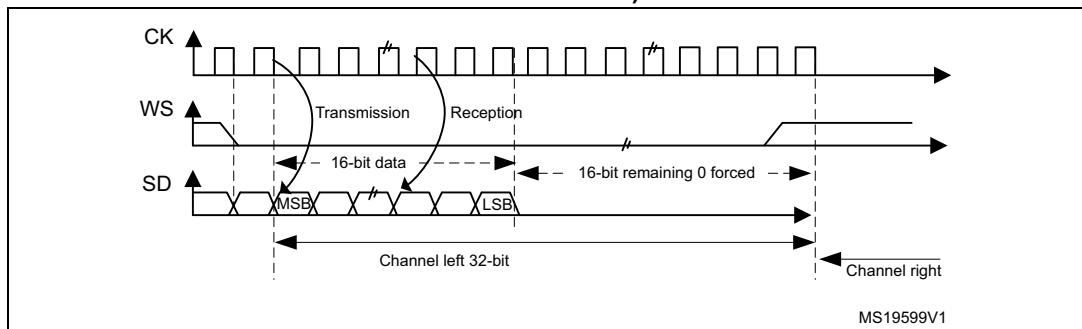 CK
WS
Transmission
Reception
16-bit data
16-bit remaining 0 forced
SD
MSB
LSB
Channel left 32-bit
Channel right
MS19599V1